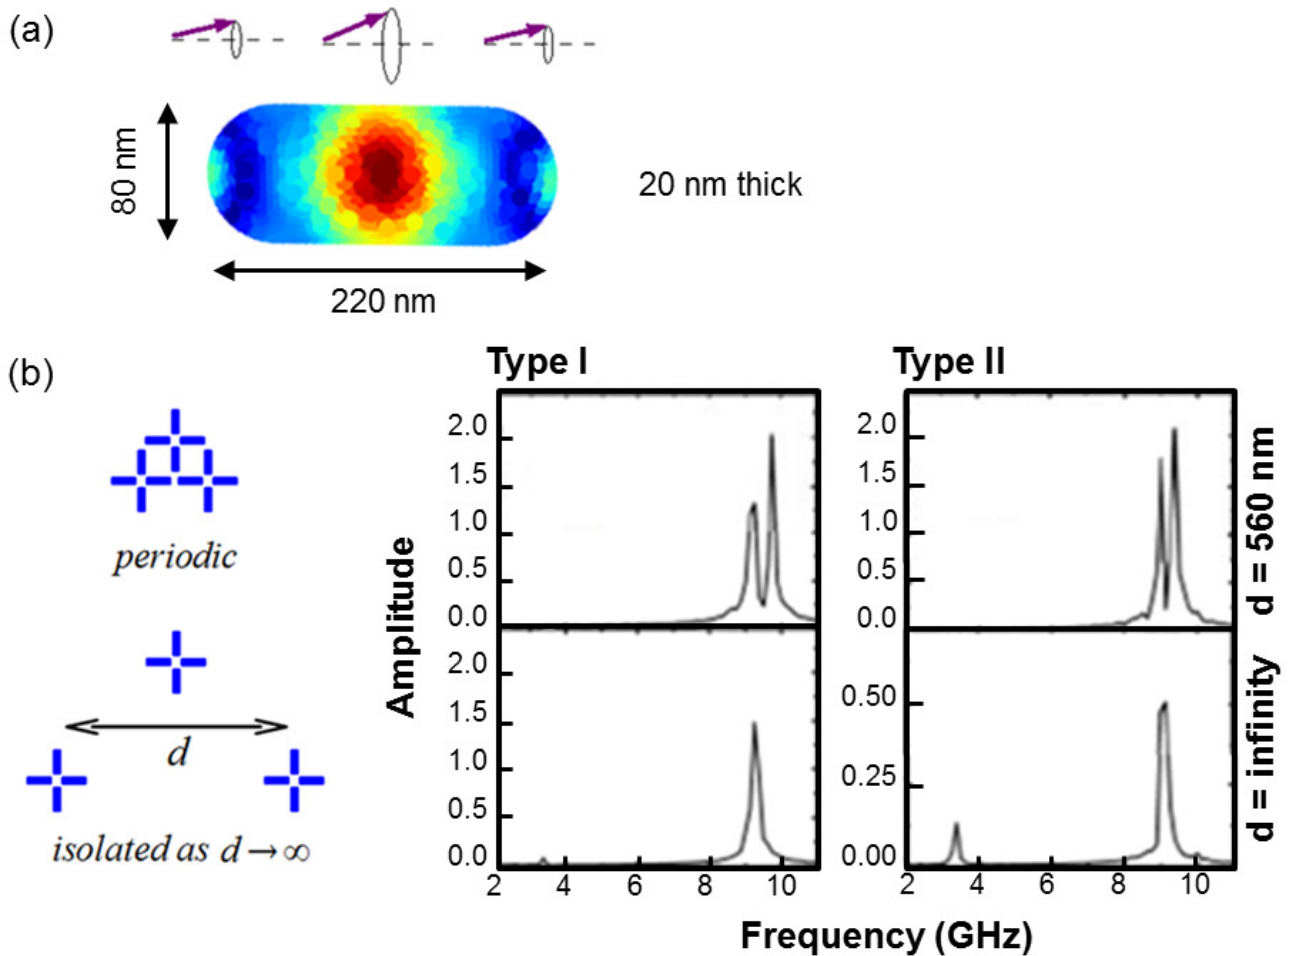 (a)
80 nm
20 nm thick
220 nm
(b)
Type I
Type II
periodic
d
isolated as d → ∞
Amplitude
2.0
1.5
1.0
0.5
0.0
2.0
1.5
1.0
0.5
0.0
d = 560 nm
2.0
1.5
1.0
0.5
0.0
0.50
0.25
0.00
d = infinity
2 4 6 8 10
2 4 6 8 10
Frequency (GHz)